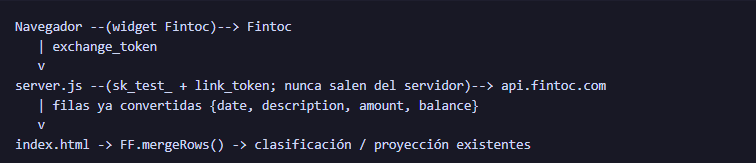 Navegador --(widget Fintoc)--> Fintoc
| exchange_token
v
server.js --(sk_test_ + link_token; nunca salen del servidor)--> api.fintoc.com
| filas ya convertidas {date, description, amount, balance}
v
index.html -> FF.mergeRows() -> clasificación / proyección existentes